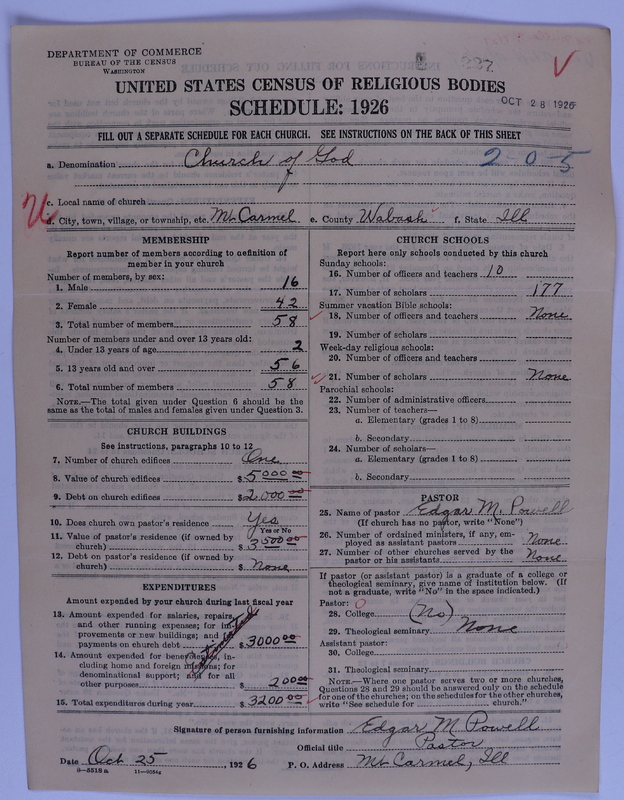 DEPARTMENT OF COMMERCE
BUREAU OF THE CENSUS
WASHINGTON
237
UNITED STATES CENSUS OF RELIGIOUS BODIES
SCHEDULE: 1926
OCT 28 1926
FILL OUT A SEPARATE SCHEDULE FOR EACH CHURCH. SEE INSTRUCTIONS ON THE BACK OF THIS SHEET
a. Denomination Church of God 2-0-5
c. Local name of church
d. City, town, village, or township, etc. Mt Carmel e. County Wabash f. State Ill
MEMBERSHIP
Report number of members according to definition of
member in your church
Number of members, by sex:
1. Male 16
2. Female 42
3. Total number of members 58
Number of members under and over 13 years old:
4. Under 13 years of age 2
5. 13 years old and over 56
6. Total number of members 58
NOTE.—The total given under Question 6 should be
same as the total of males and females given under Question 3.
CHURCH BUILDINGS
See instructions, paragraphs 10 to 12
7. Number of church edifices One
8. Value of church edifices $ 5000 00
9. Debt on church edifices $ 2,000 00
10. Does church own pastor's residence Yes
Yes or No
11. Value of pastor's residence (if owned by
church) $ 3500 00
12. Debt on pastor's residence (if owned by
church) $ None
EXPENDITURES
Amount expended by your church during last fiscal year
13. Amount expended for salaries, repairs,
and other running expenses; for im-
provements or new buildings; and for
payments on church debt $ 3000 00
14. Amount expended for benevolences, in-
cluding home and foreign missions; for
denominational support; and for all
other purposes $ 200 00
15. Total expenditures during year $ 3200 00
CHURCH SCHOOLS
Report here only schools conducted by this church
Sunday schools:
16. Number of officers and teachers 10
17. Number of scholars 177
Summer vacation Bible schools:
18. Number of officers and teachers None
19. Number of scholars
Week-day religious schools:
20. Number of officers and teachers
21. Number of scholars None
Parochial schools:
22. Number of administrative officers
23. Number of teachers—
a. Elementary (grades 1 to 8)
b. Secondary
24. Number of scholars—
a. Elementary (grades 1 to 8)
b. Secondary
PASTOR
25. Name of pastor Edgar M. Powell
(If church has no pastor, write "None")
26. Number of ordained ministers, if any, em-
ployed as assistant pastors None
27. Number of other churches served by the
pastor or his assistants None
If pastor (or assistant pastor) is a graduate of a college or
theological seminary, give name of institution below. (If
not a graduate, write "No" in the space indicated.)
Pastor:
28. College (No)
29. Theological seminary None
Assistant pastor:
30. College
31. Theological seminary
NOTE.—Where one pastor serves two or more churches,
Questions 28 and 29 should be answered only on the schedule
for one of the churches; on the schedules for the other churches,
write "See schedule for church."
Signature of person furnishing information Edgar M Powell
Official title Pastor
Date Oct 25, 1926 P. O. Address Mt Carmel, Ill
8-5518a 11-9056a